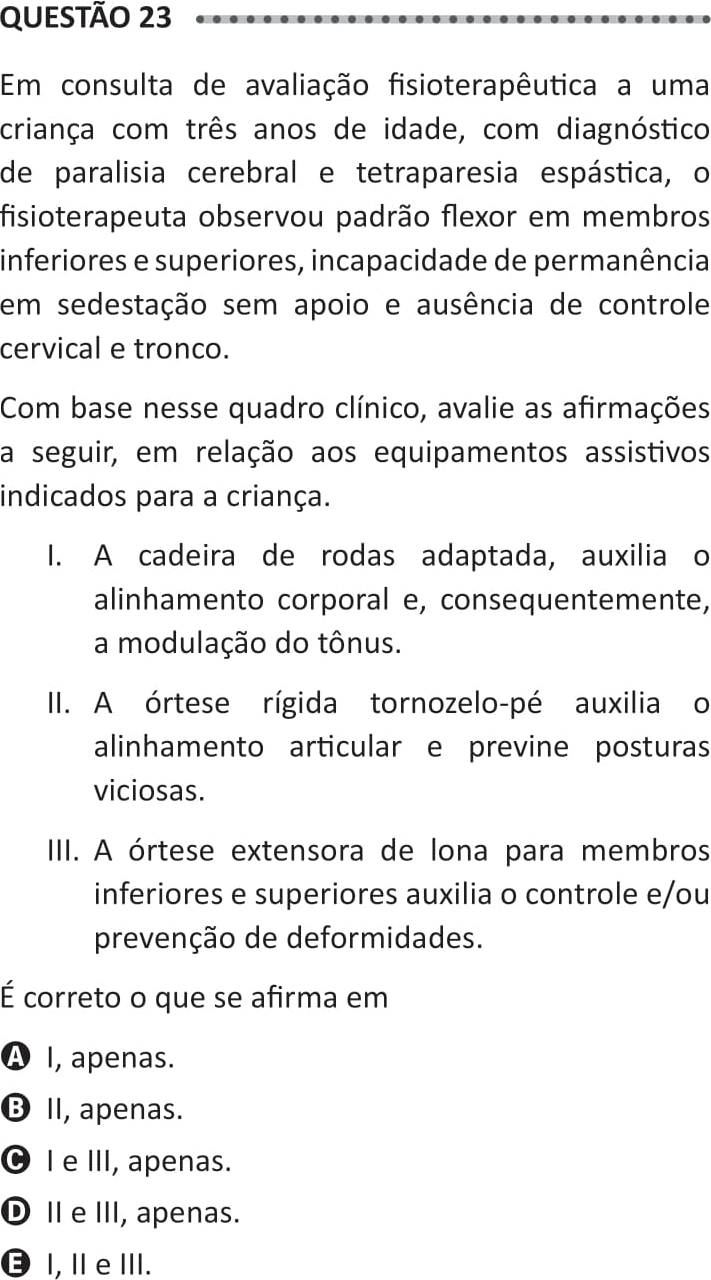 QUESTÃO 23
Em consulta de avaliação fisioterapêutica a uma
criança com três anos de idade, com diagnóstico
de paralisia cerebral e tetraparesia espástica, o
fisioterapeuta observou padrão flexor em membros
inferiores e superiores, incapacidade de permanência
em sedestação sem apoio e ausência de controle
cervical e tronco.
Com base nesse quadro clínico, avalie as afirmações
a seguir, em relação aos equipamentos assistivos
indicados para a criança.
I. A cadeira de rodas adaptada, auxilia o
alinhamento corporal e, consequentemente,
a modulação do tônus.
II. A órtese rígida tornozelo-pé auxilia o
alinhamento articular e previne posturas
viciosas.
III. A órtese extensora de lona para membros
inferiores e superiores auxilia o controle e/ou
prevenção de deformidades.
É correto o que se afirma em
A I, apenas.
B II, apenas.
C I e III, apenas.
D II e III, apenas.
E I, II e III.